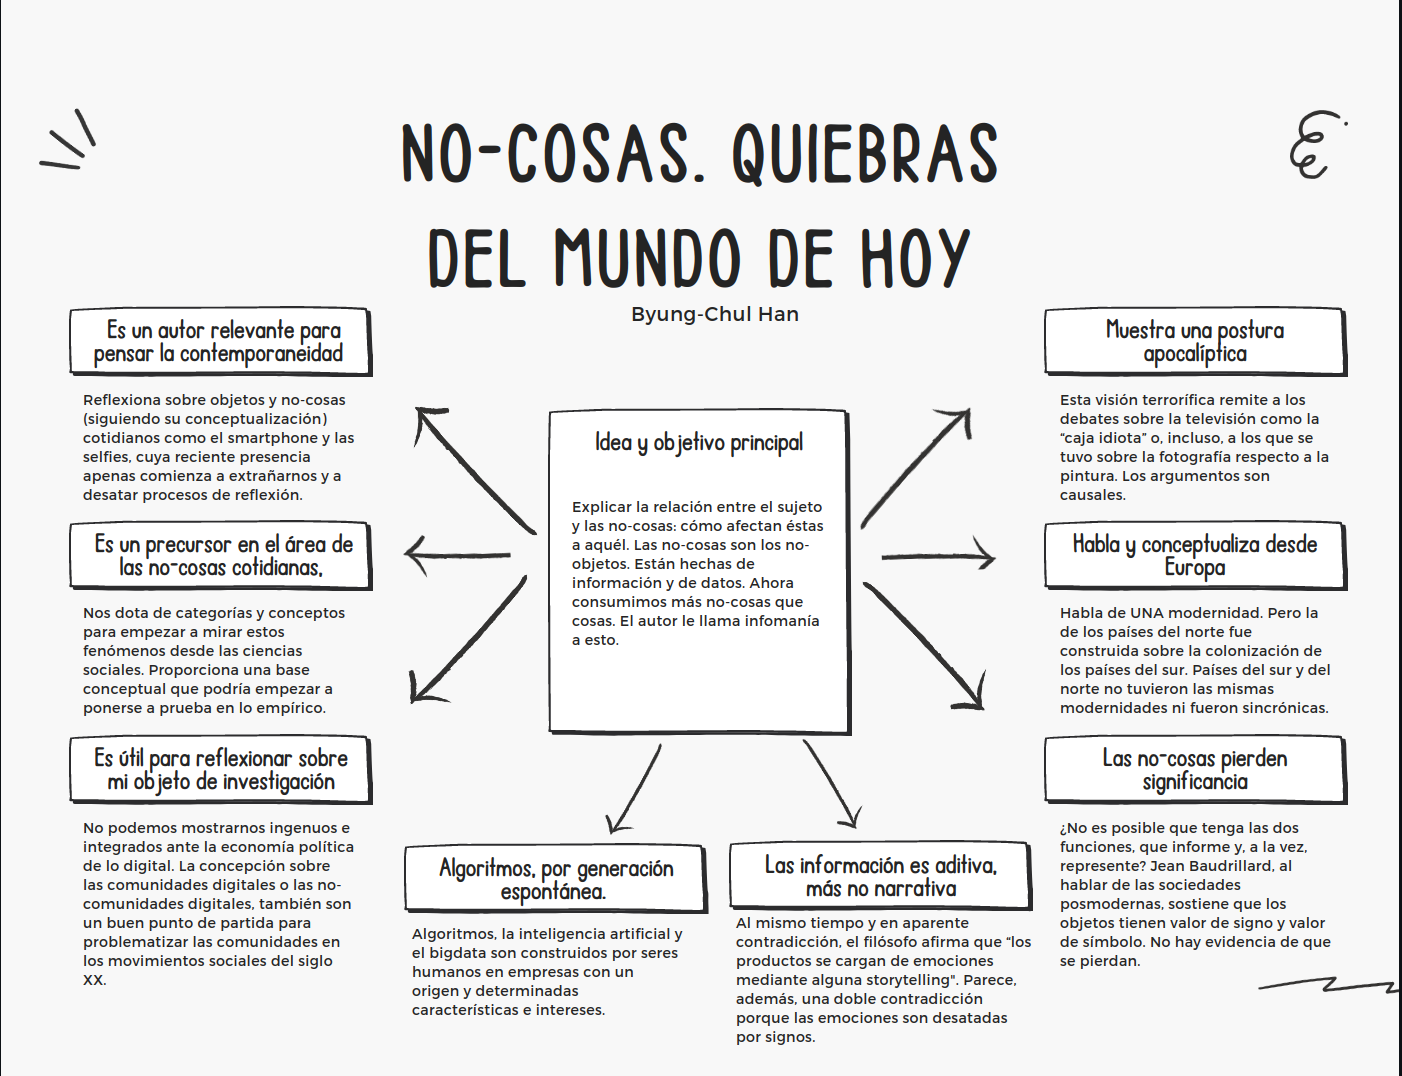 NO-COSAS. QUIEBRAS
DEL MUNDO DE HOY
Byung-Chul Han
Es un autor relevante para
pensar la contemporaneidad
Reflexiona sobre objetos y no-cosas
(siguiendo su conceptualización)
cotidianos como el smartphone y las
selfies, cuya reciente presencia
apenas comienza a extrañarnos y a
desatar procesos de reflexión.
Es un precursor en el área de
las no-cosas cotidianas,
Nos dota de categorías y conceptos
para empezar a mirar estos
fenómenos desde las ciencias
sociales. Proporciona una base
conceptual que podría empezar a
ponerse a prueba en lo empírico.
Es útil para reflexionar sobre
mi objeto de investigación
No podemos mostrarnos ingenuos e
integrados ante la economía política
de lo digital. La concepción sobre
las comunidades digitales o las no-
comunidades digitales, también son
un buen punto de partida para
problematizar las comunidades en
los movimientos sociales del siglo
XX.
Idea y objetivo principal
Explicar la relación entre el sujeto
y las no-cosas: cómo afectan éstas
a aquél. Las no-cosas son los no-
objetos. Están hechas de
información y de datos. Ahora
consumimos más no-cosas que
cosas. El autor le llama infomanía
a esto.
Algoritmos, por generación
espontánea.
Algoritmos, la inteligencia artificial y
el bigdata son construidos por seres
humanos en empresas con un
origen y determinadas
características e intereses.
Las información es aditiva,
más no narrativa
Al mismo tiempo y en aparente
contradicción, el filósofo afirma que "los
productos se cargan de emociones
mediante alguna storytelling". Parece,
además, una doble contradicción
porque las emociones son desatadas
por signos.
Muestra una postura
apocalíptica
Esta visión terrorífica remite a los
debates sobre la televisión como la
"caja idiota" o, incluso, a los que se
tuvo sobre la fotografía respecto a la
pintura. Los argumentos son
causales.
Habla y conceptualiza desde
Europa
Habla de UNA modernidad. Pero la
de los países del norte fue
construida sobre la colonización de
los países del sur. Países del sur y del
norte no tuvieron las mismas
modernidades ni fueron sincrónicas.
Las no-cosas pierden
significancia
¿No es posible que tenga las dos
funciones, que informe y, a la vez,
represente? Jean Baudrillard, al
hablar de las sociedades
posmodernas, sostiene que los
objetos tienen valor de signo y valor
de símbolo. No hay evidencia de que
se pierdan.